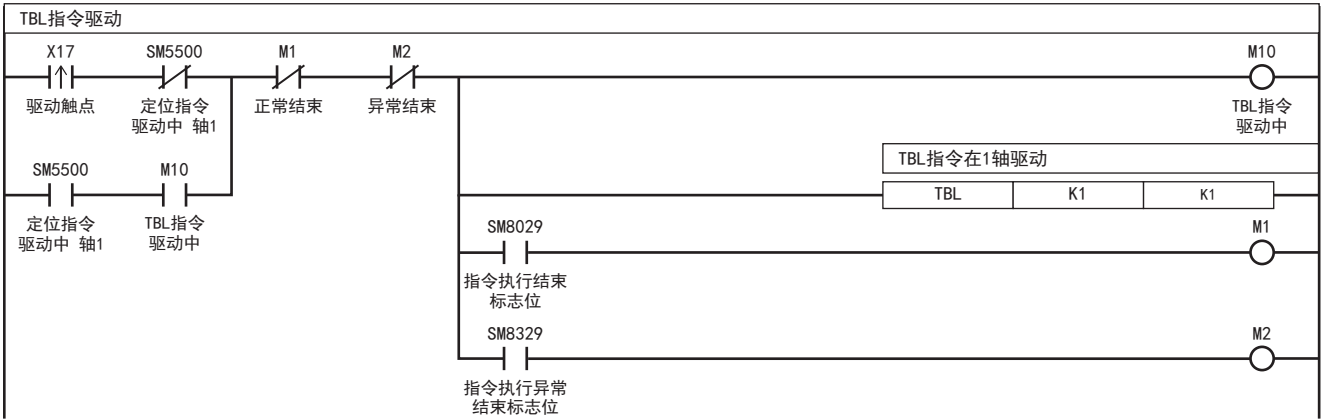 TBL指令驱动
X17 SM5500 M1 M2 M10
驱动触点 定位指令 正常结束 异常结束 TBL指令
驱动中 轴1 驱动中
TBL指令在1轴驱动
SM5500 M10
TBL K1 K1
定位指令 TBL指令
驱动中 轴1 驱动中
SM8029 M1
指令执行结束
标志位
SM8329 M2
指令执行异常
结束标志位